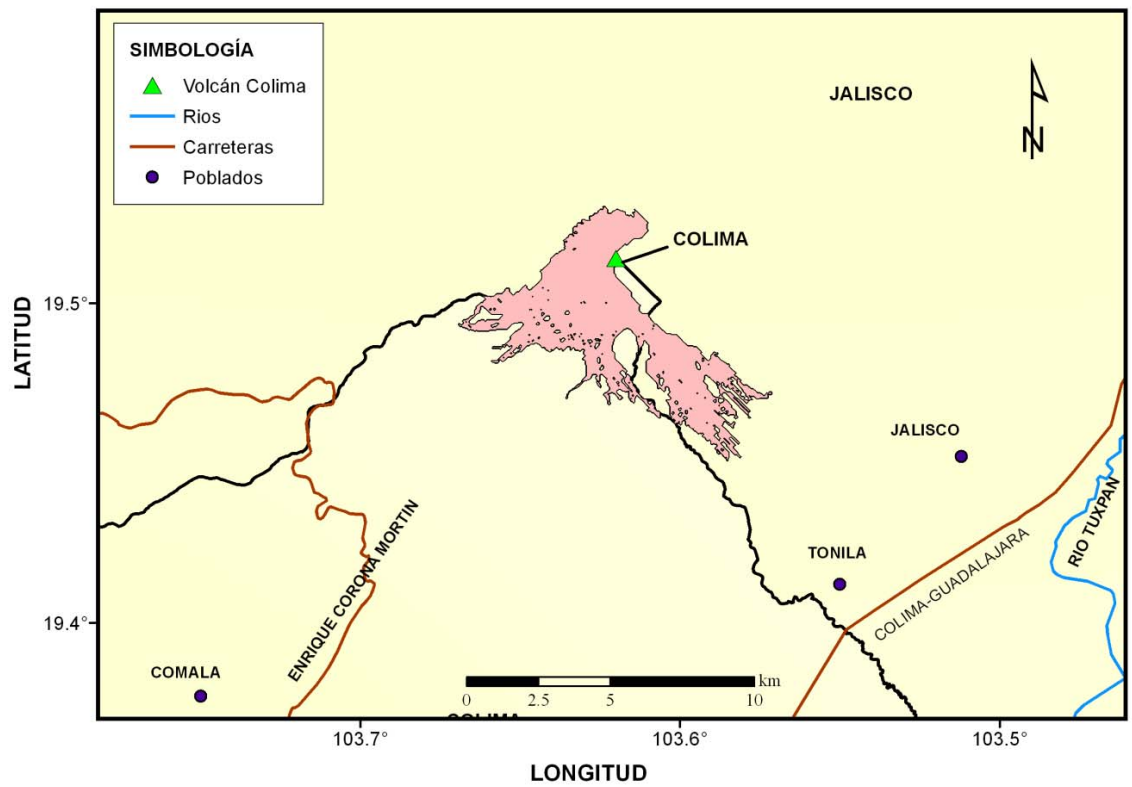 SIMBOLOGÍA
Volcán Colima
Rios
Carreteras
Poblados
JALISCO
N
COLIMA
LATITUD
19.5°
19.4°
JALISCO
TONILA
RIO TUXPAN
COLIMA-GUADALAJARA
ENRIQUE CORONA MORTIN
COMALA
km
0 2.5 5 10
COLIMA
103.7° 103.6° 103.5°
LONGITUD